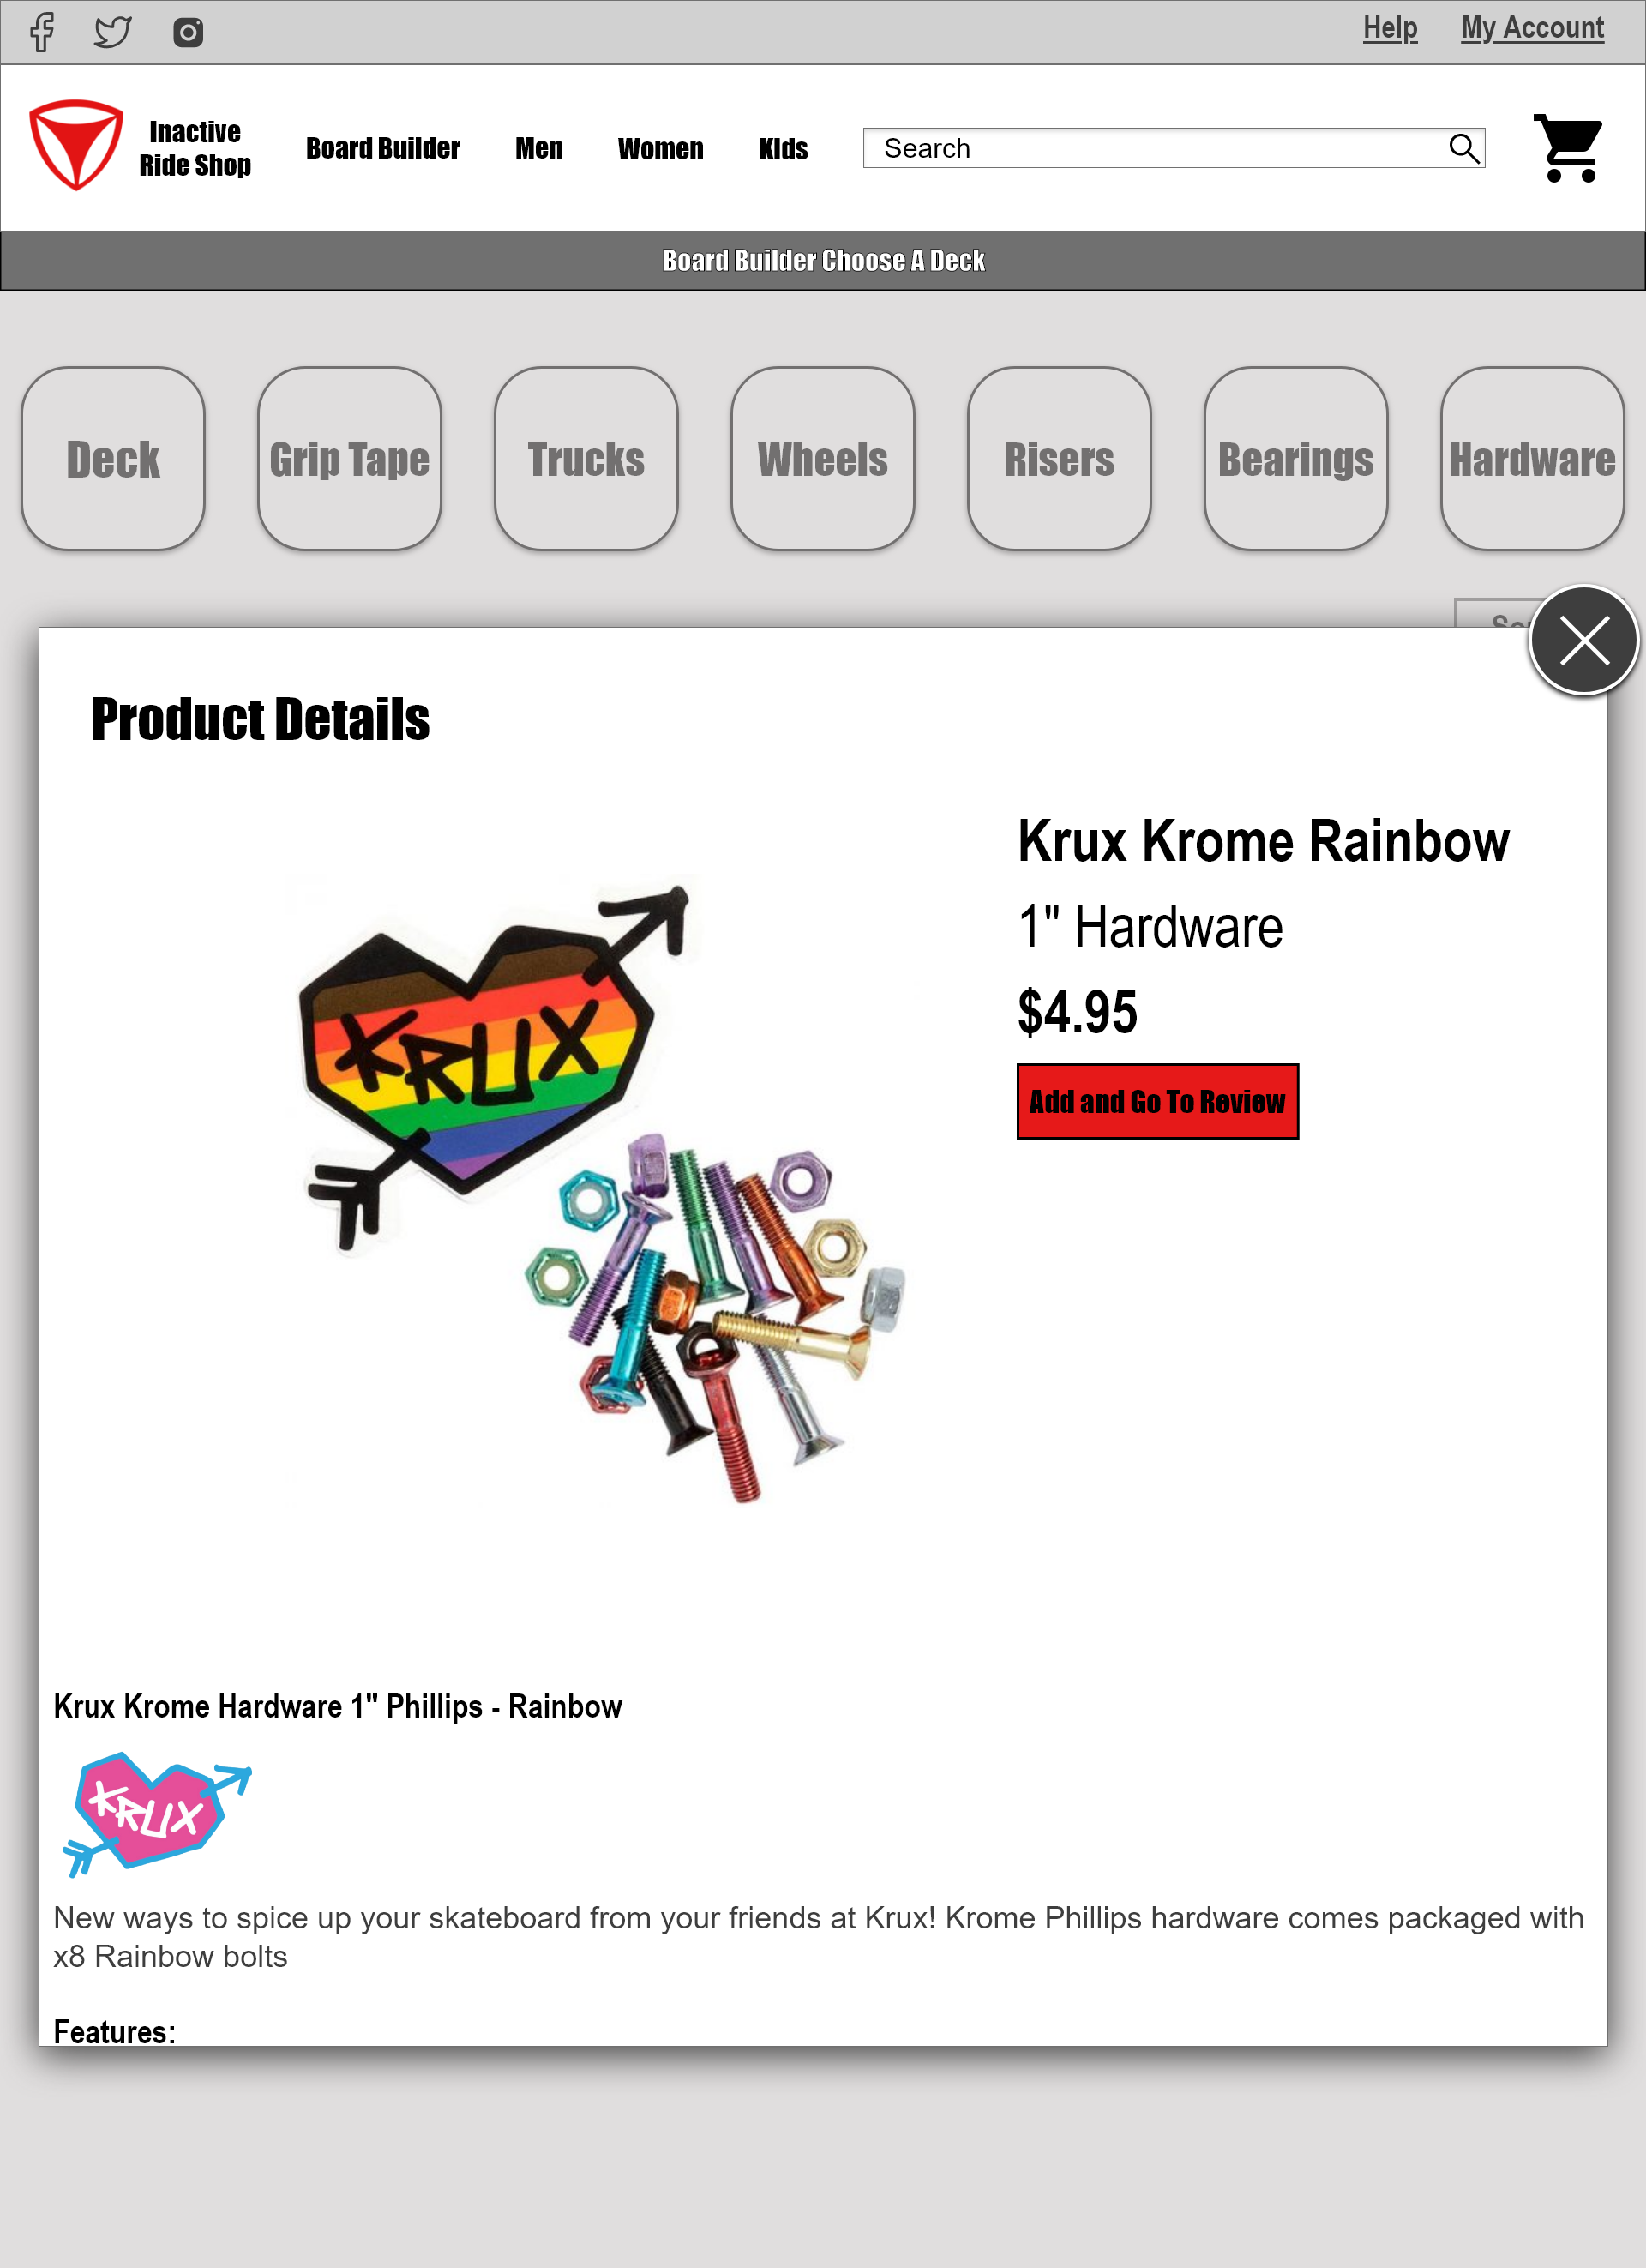 Help My Account
Inactive
Ride Shop
Board Builder Men Women Kids Search
Board Builder Choose A Deck
Deck Grip Tape Trucks Wheels Risers Bearings Hardware
Product Details
Krux Krome Rainbow
1" Hardware
$4.95
Add and Go To Review
KRUX
Krux Krome Hardware 1" Phillips - Rainbow
KRUX
New ways to spice up your skateboard from your friends at Krux! Krome Phillips hardware comes packaged with
x8 Rainbow bolts
Features: